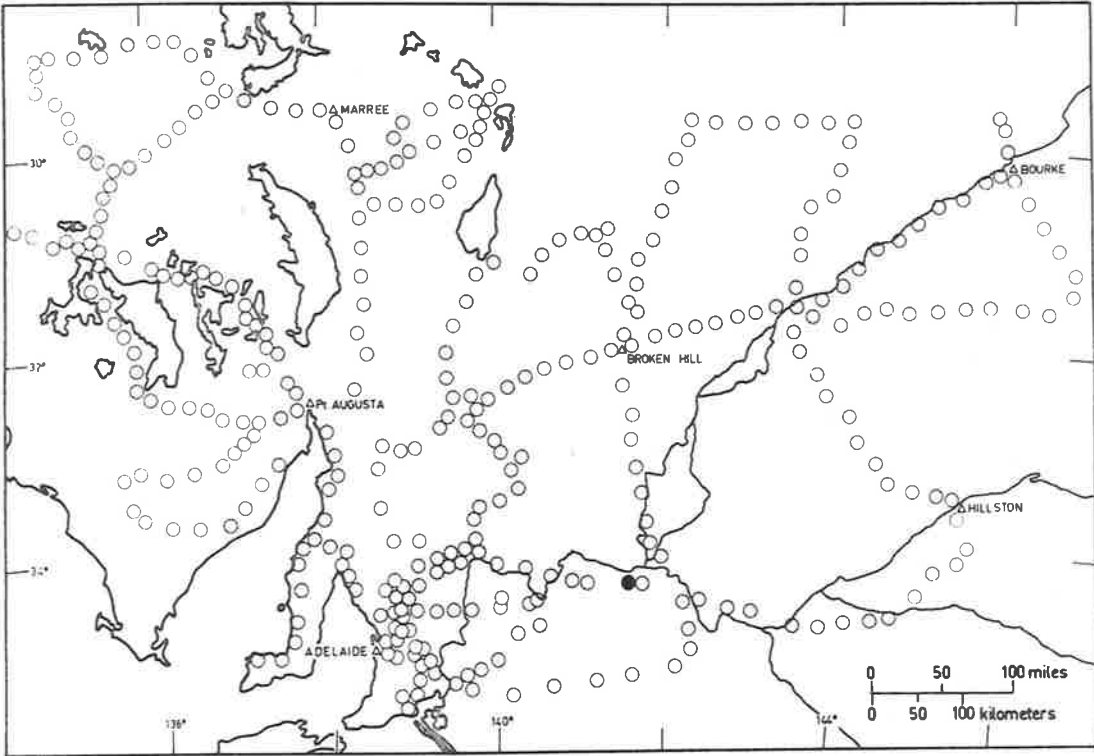 MARREE
30°
BOURKE
32°
BROKEN HILL
Pt. AUGUSTA
HILLSTON
34°
ADELAIDE
0 50 100 miles
0 50 100 kilometers
136° 140° 144°